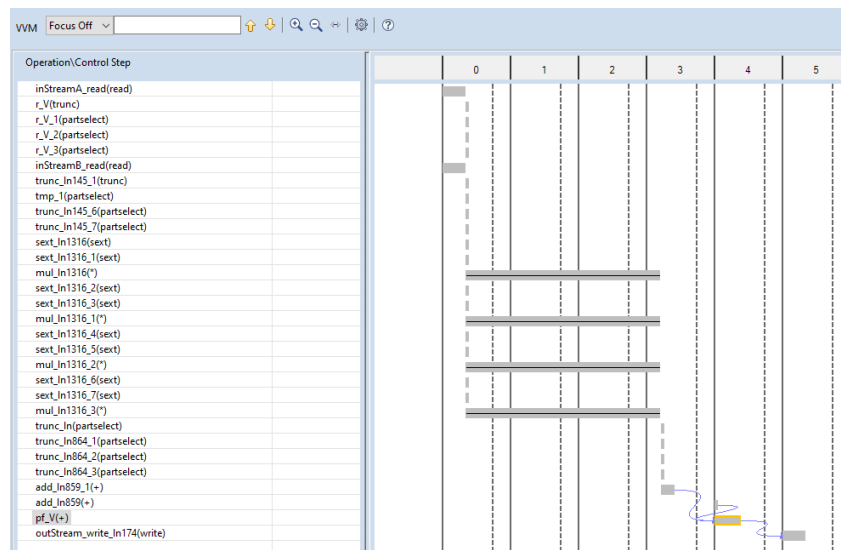 VVM Focus Off
Operation\Control Step
0 1 2 3 4 5
inStreamA_read(read)
r_V(trunc)
r_V_1(partselect)
r_V_2(partselect)
r_V_3(partselect)
inStreamB_read(read)
trunc_ln145_1(trunc)
tmp_1(partselect)
trunc_ln145_6(partselect)
trunc_ln145_7(partselect)
sext_ln1316(sext)
sext_ln1316_1(sext)
mul_ln1316(*)
sext_ln1316_2(sext)
sext_ln1316_3(sext)
mul_ln1316_1(*)
sext_ln1316_4(sext)
sext_ln1316_5(sext)
mul_ln1316_2(*)
sext_ln1316_6(sext)
sext_ln1316_7(sext)
mul_ln1316_3(*)
trunc_ln(partselect)
trunc_ln864_1(partselect)
trunc_ln864_2(partselect)
trunc_ln864_3(partselect)
add_ln859_1(+)
add_ln859(+)
pf_V(+)
outStream_write_ln174(write)